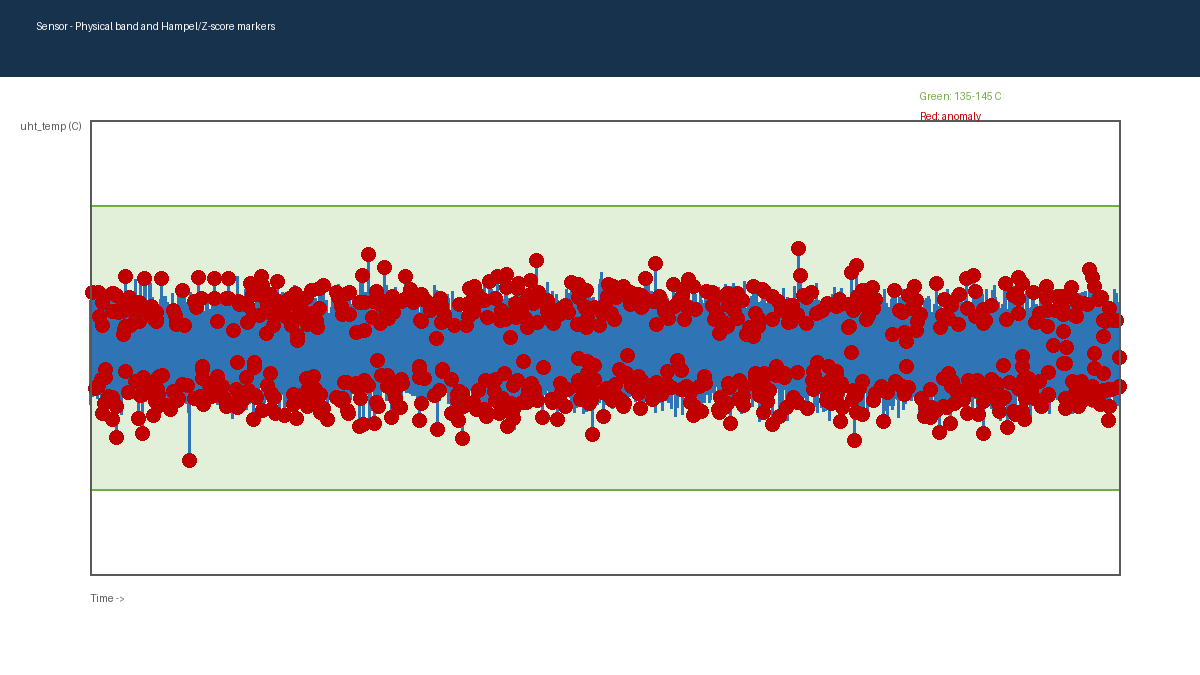 Sensor - Physical band and Hampel/Z-score markers
Green: 135-145 C
Red: anomaly
uht_temp (C)
Time ->